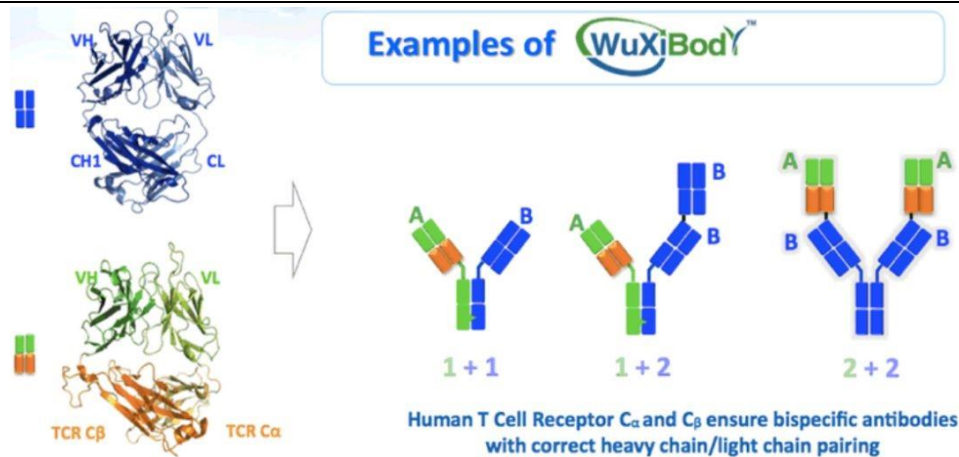 Examples of WuXiBody™
VH VL
CH1 CL
VH VL
TCR Cβ TCR Cα
A B
A B
B
A A
B B
1 + 1
1 + 2
2 + 2
Human T Cell Receptor Cα and Cβ ensure bispecific antibodies
with correct heavy chain/light chain pairing